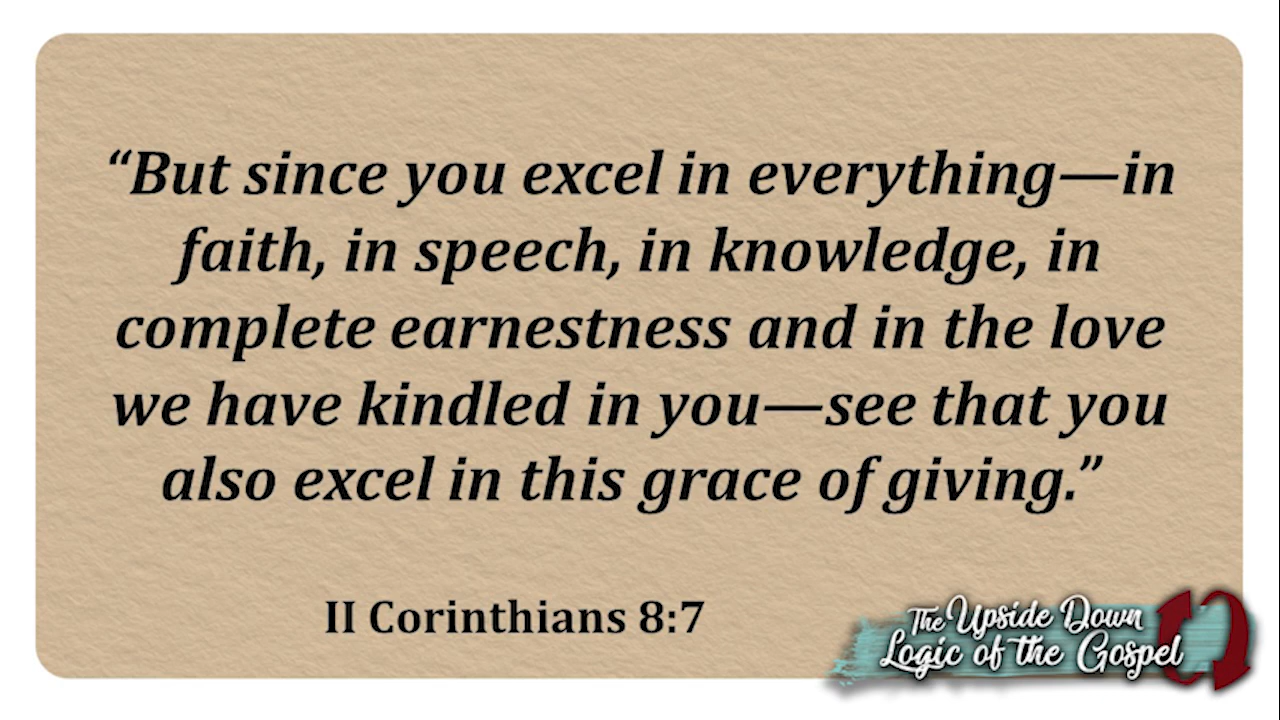 “But since you excel in everything—in
faith, in speech, in knowledge, in
complete earnestness and in the love
we have kindled in you—see that you
also excel in this grace of giving.”
II Corinthians 8:7
The Upside Down
Logic of the Gospel